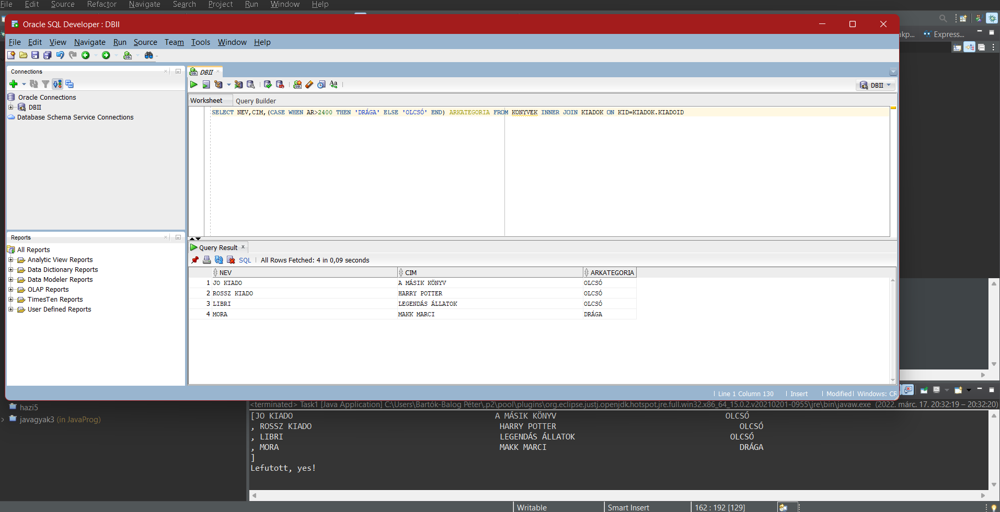 File Edit Source Refactor Navigate Search Project Run Window Help
Oracle SQL Developer : DBII
File Edit View Navigate Run Source Team Tools Window Help
Express...
Connections
Oracle Connections
DBII
Database Schema Service Connections
DBII
DBII
Worksheet Query Builder
SELECT NEV,CIM,(CASE WHEN AR>2400 THEN 'DRÁGA' ELSE 'OLCSÓ' END) ARKATEGORIA FROM KONYVEK INNER JOIN KIADOK ON KID=KIADOK.KIADOID
Reports
All Reports
Analytic View Reports
Data Dictionary Reports
Data Modeler Reports
OLAP Reports
TimesTen Reports
User Defined Reports
Query Result
SQL All Rows Fetched: 4 in 0,09 seconds
NEV CIM ARKATEGORIA
1 JO KIADO A MÁSIK KÖNYV OLCSÓ
2 ROSSZ KIADO HARRY POTTER OLCSÓ
3 LIBRI LEGENDÁS ÁLLATOK OLCSÓ
4 MORA MAKK MARCI DRÁGA
Line 1 Column 130 Insert Modified Windows: CR
hazi5
javagyak3 (in JavaProg)
<terminated> Task1 [Java Application] C:\Users\Bartók-Balog Péter\.p2\pool\plugins\org.eclipse.justj.openjdk.hotspot.jre.full.win32.x86_64_15.0.2.v20210201-0955\jre\bin\javaw.exe (2022. márc. 17. 20:32:19 – 20:32:20)
[JO KIADO A MÁSIK KÖNYV OLCSÓ
, ROSSZ KIADO HARRY POTTER OLCSÓ
, LIBRI LEGENDÁS ÁLLATOK OLCSÓ
, MORA MAKK MARCI DRÁGA
]
Lefutott, yes!
Writable Smart Insert 162 : 192 [129]